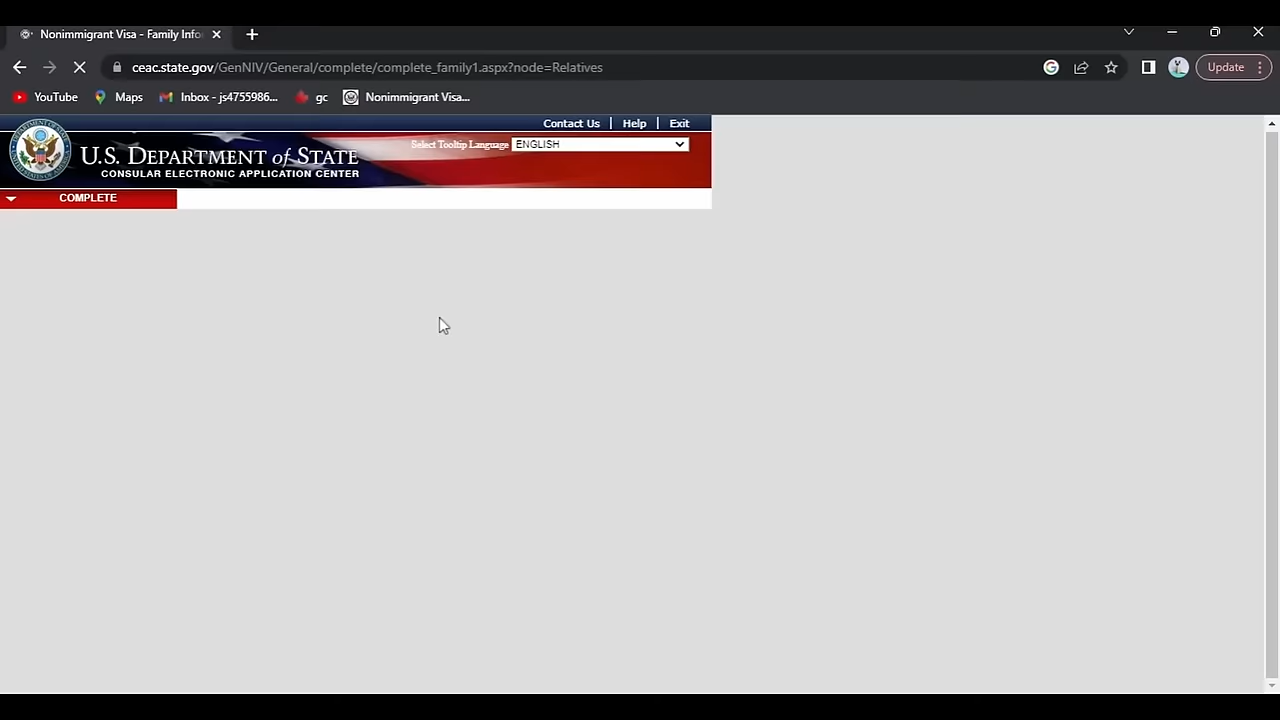 Nonimmigrant Visa - Family Info
ceac.state.gov/GenNIV/General/complete/complete_family1.aspx?node=Relatives
Update
YouTube
Maps
Inbox - js4755986...
gc
Nonimmigrant Visa...
Contact Us | Help | Exit
U.S. DEPARTMENT of STATE
CONSULAR ELECTRONIC APPLICATION CENTER
Select Tooltip Language ENGLISH
COMPLETE